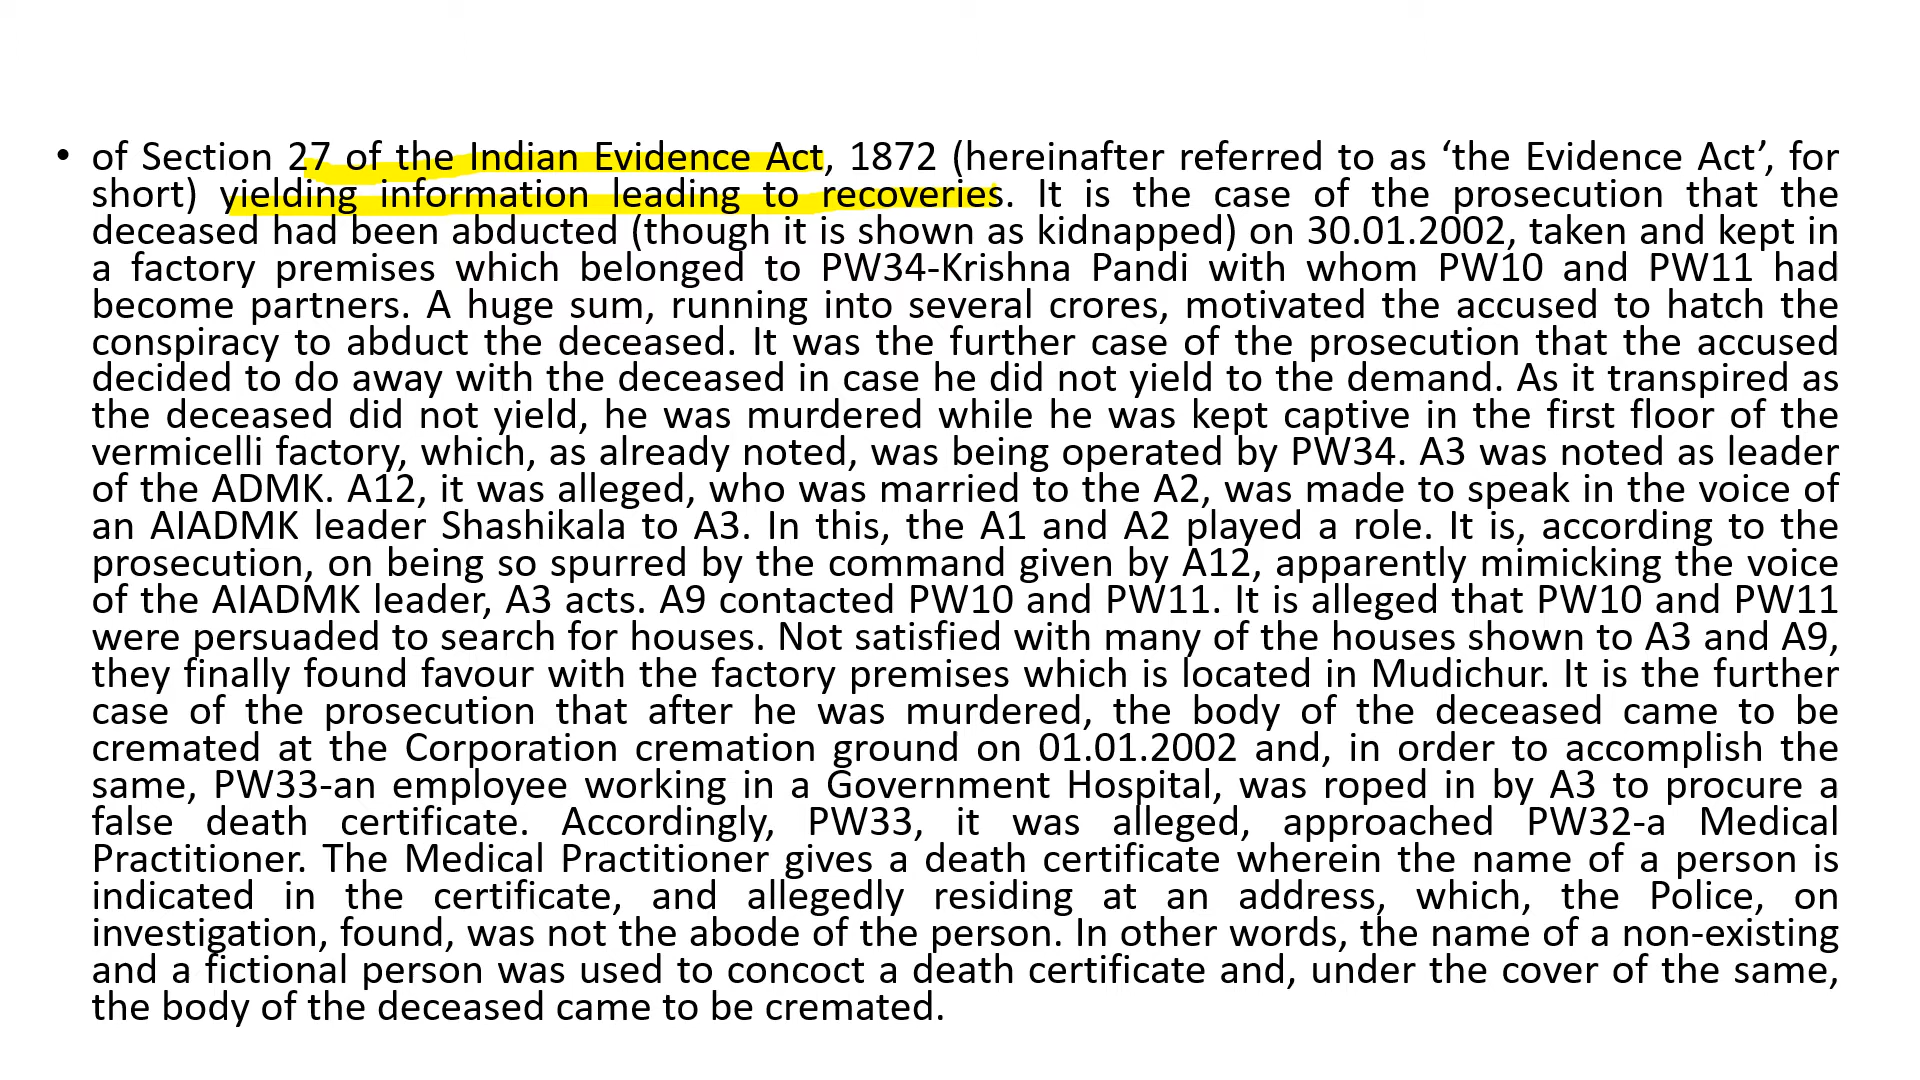 • of Section 27 of the Indian Evidence Act, 1872 (hereinafter referred to as ‘the Evidence Act’, for
short) yielding information leading to recoveries. It is the case of the prosecution that the
deceased had been abducted (though it is shown as kidnapped) on 30.01.2002, taken and kept in
a factory premises which belonged to PW34-Krishna Pandi with whom PW10 and PW11 had
become partners. A huge sum, running into several crores, motivated the accused to hatch the
conspiracy to abduct the deceased. It was the further case of the prosecution that the accused
decided to do away with the deceased in case he did not yield to the demand. As it transpired as
the deceased did not yield, he was murdered while he was kept captive in the first floor of the
vermicelli factory, which, as already noted, was being operated by PW34. A3 was noted as leader
of the ADMK. A12, it was alleged, who was married to the A2, was made to speak in the voice of
an AIADMK leader Shashikala to A3. In this, the A1 and A2 played a role. It is, according to the
prosecution, on being so spurred by the command given by A12, apparently mimicking the voice
of the AIADMK leader, A3 acts. A9 contacted PW10 and PW11. It is alleged that PW10 and PW11
were persuaded to search for houses. Not satisfied with many of the houses shown to A3 and A9,
they finally found favour with the factory premises which is located in Mudichur. It is the further
case of the prosecution that after he was murdered, the body of the deceased came to be
cremated at the Corporation cremation ground on 01.01.2002 and, in order to accomplish the
same, PW33-an employee working in a Government Hospital, was roped in by A3 to procure a
false death certificate. Accordingly, PW33, it was alleged, approached PW32-a Medical
Practitioner. The Medical Practitioner gives a death certificate wherein the name of a person is
indicated in the certificate, and allegedly residing at an address, which, the Police, on
investigation, found, was not the abode of the person. In other words, the name of a non-existing
and a fictional person was used to concoct a death certificate and, under the cover of the same,
the body of the deceased came to be cremated.